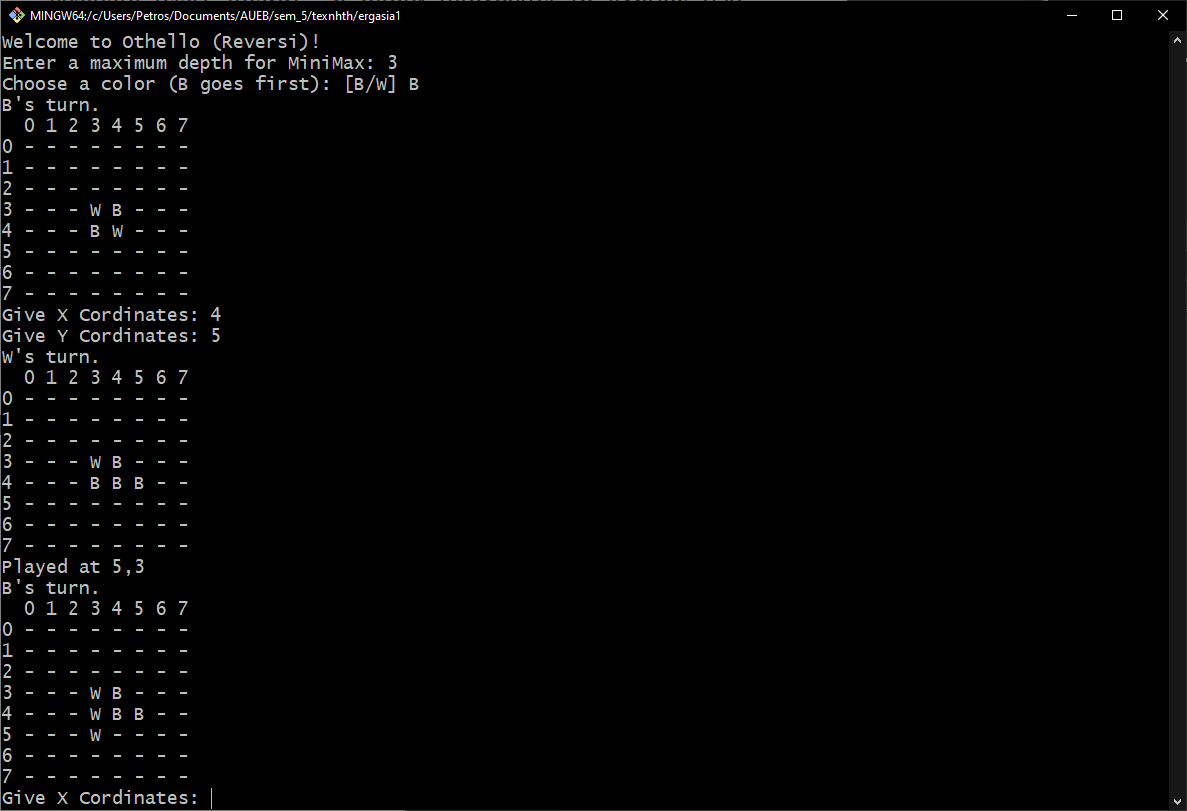 MINGW64:/c/Users/Petros/Documents/AUEB/sem_5/texnhth/ergasia1
Welcome to Othello (Reversi)!
Enter a maximum depth for MiniMax: 3
Choose a color (B goes first): [B/W] B
B's turn.
  0 1 2 3 4 5 6 7
0 - - - - - - - -
1 - - - - - - - -
2 - - - - - - - -
3 - - - W B - - -
4 - - - B W - - -
5 - - - - - - - -
6 - - - - - - - -
7 - - - - - - - -
Give X Cordinates: 4
Give Y Cordinates: 5
W's turn.
  0 1 2 3 4 5 6 7
0 - - - - - - - -
1 - - - - - - - -
2 - - - - - - - -
3 - - - W B - - -
4 - - - B B B - -
5 - - - - - - - -
6 - - - - - - - -
7 - - - - - - - -
Played at 5,3
B's turn.
  0 1 2 3 4 5 6 7
0 - - - - - - - -
1 - - - - - - - -
2 - - - - - - - -
3 - - - W B - - -
4 - - - W B B - -
5 - - - W - - - -
6 - - - - - - - -
7 - - - - - - - -
Give X Cordinates: